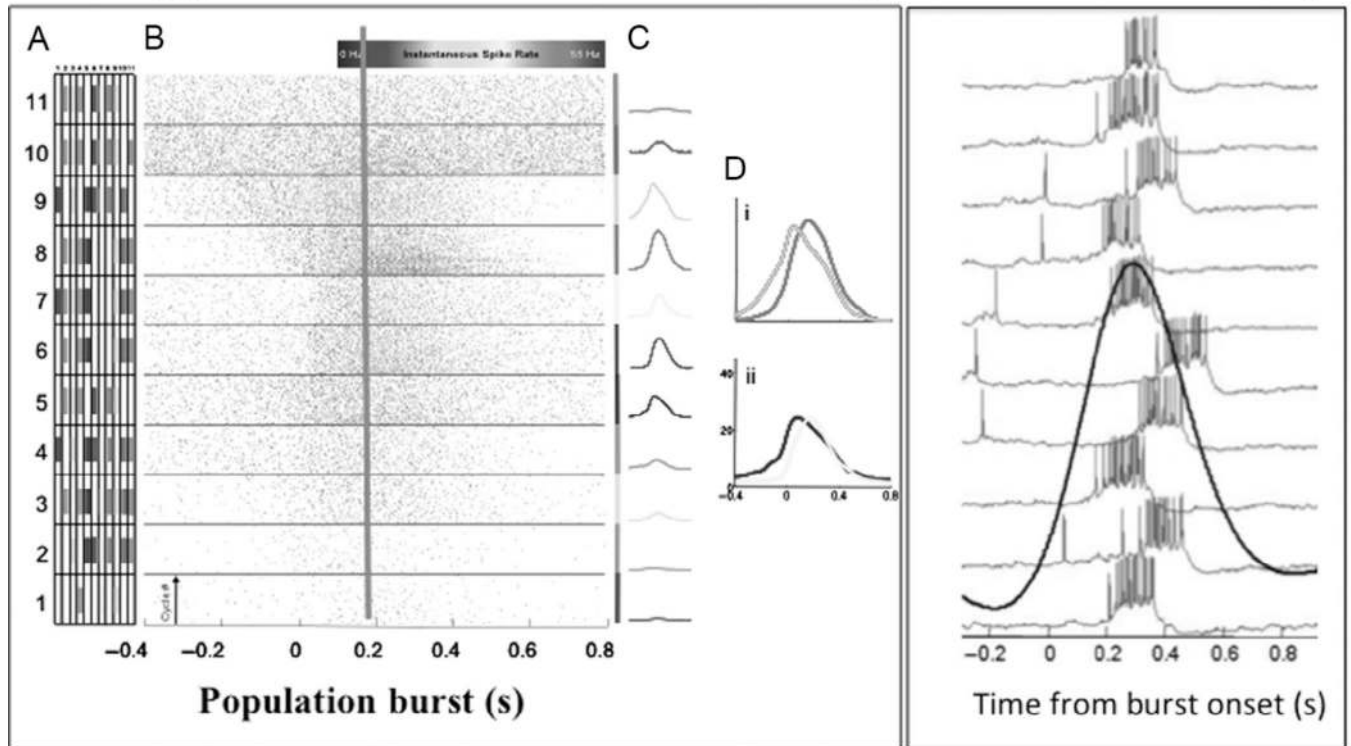 A
B
C
D
1 2 3 4 5 6 7 8 9 10 11
0 Hz Instantaneous Spike Rate 55 Hz
11
10
9
8
7
6
5
4
3
2
1
Cycle #
–0.4 –0.2 0 0.2 0.4 0.6 0.8
Population burst (s)
i
ii
40
20
0
–0.4 0 0.4 0.8
–0.2 0 0.2 0.4 0.6 0.8
Time from burst onset (s)